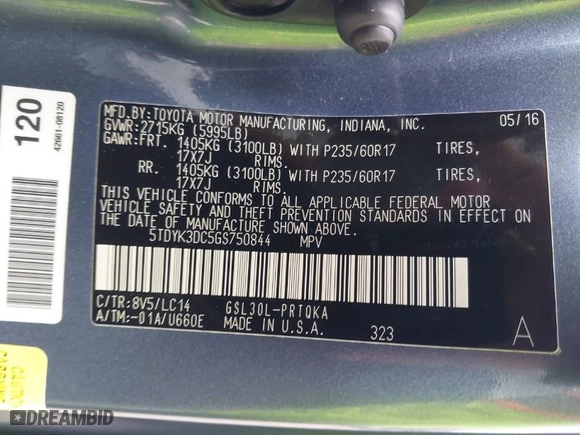 120
42661-08120
MFD.BY:TOYOTA MOTOR MANUFACTURING, INDIANA, INC. 05/16
GVWR:2715KG (5995LB)
GAWR:FRT. 1405KG (3100LB) WITH P235/60R17 TIRES,
17X7J RIMS.
RR. 1405KG (3100LB) WITH P235/60R17 TIRES,
17X7J RIMS.
THIS VEHICLE CONFORMS TO ALL APPLICABLE FEDERAL MOTOR
VEHICLE SAFETY AND THEFT PREVENTION STANDARDS IN EFFECT ON
THE DATE OF MANUFACTURE SHOWN ABOVE.
5TDYK3DC5GS750844 MPV
C/TR:8V5/LC14 GSL30L-PRTQKA
A/TM:-01A/U660E MADE IN U.S.A. 323 A
DREAMBID